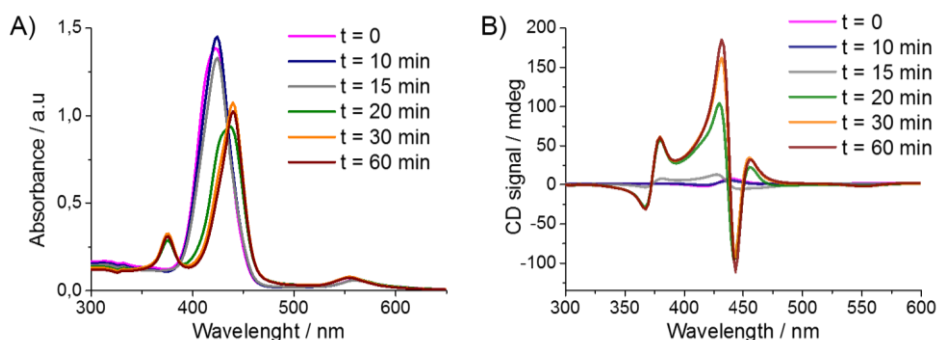 A)
Absorbance / a.u
1,5
1,0
0,5
0,0
300
400
500
600
Wavelenght / nm
t = 0
t = 10 min
t = 15 min
t = 20 min
t = 30 min
t = 60 min
B)
CD signal / mdeg
200
150
100
50
0
-50
-100
300
350
400
450
500
550
600
Wavelength / nm
t = 0
t = 10 min
t = 15 min
t = 20 min
t = 30 min
t = 60 min